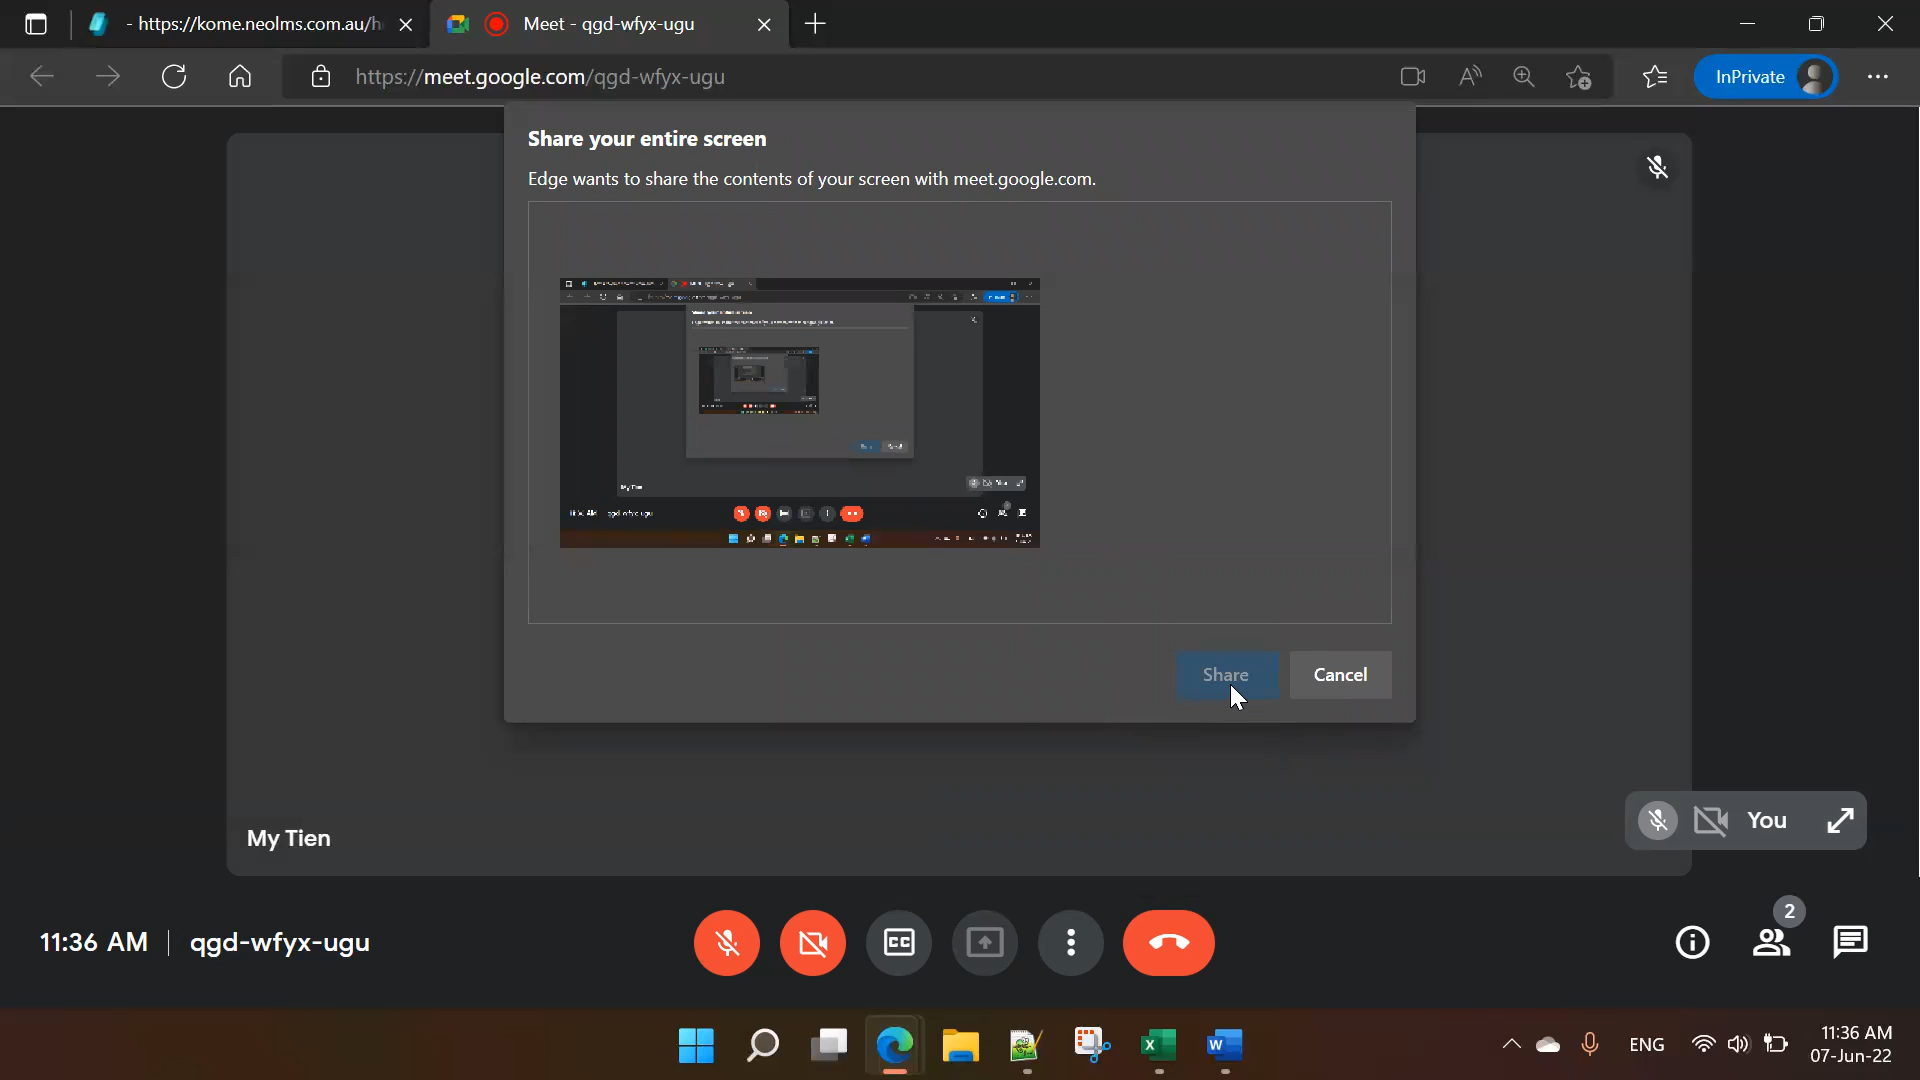 - https://kome.neolms.com.au/h
Meet - qgd-wfyx-ugu
https://meet.google.com/qgd-wfyx-ugu
InPrivate
Share your entire screen
Edge wants to share the contents of your screen with meet.google.com.
Share
Cancel
My Tien
You
11:36 AM
qgd-wfyx-ugu
CC
2
ENG
11:36 AM
07-Jun-22